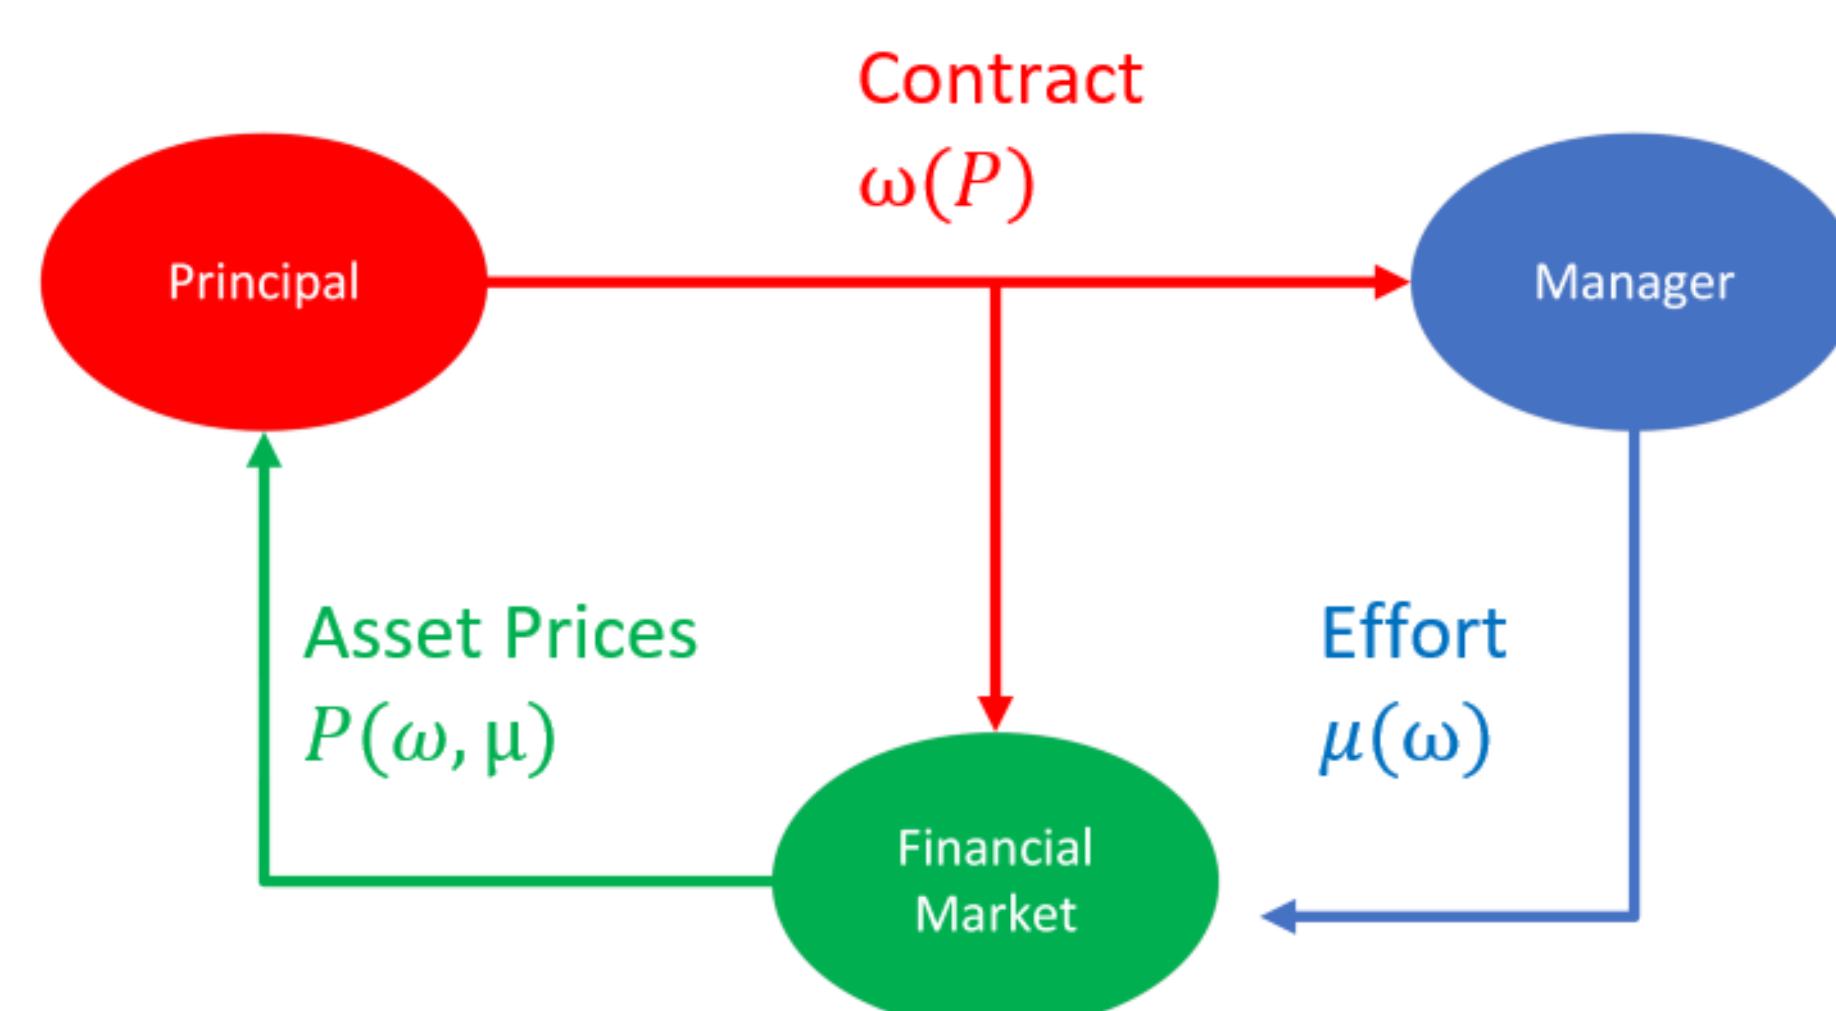 Contract
ω(P)
Principal
Manager
Asset Prices
P(ω, μ)
Effort
μ(ω)
Financial
Market